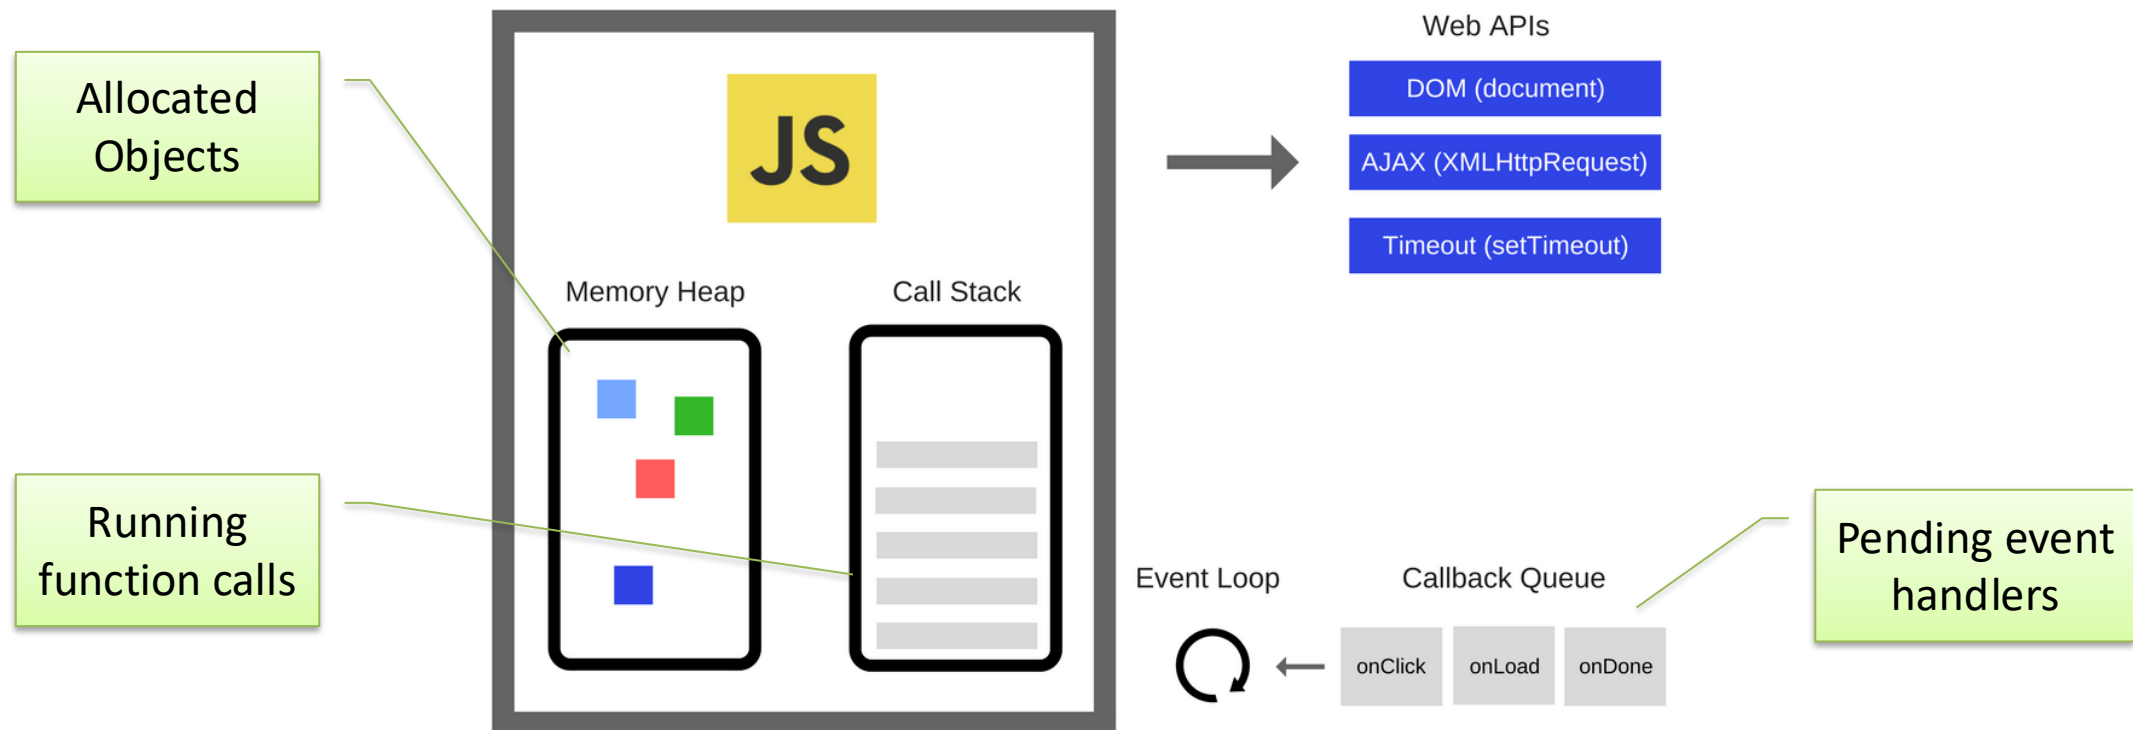 Allocated
Objects
Running
function calls
JS
Memory Heap
Call Stack
Web APIs
DOM (document)
AJAX (XMLHttpRequest)
Timeout (setTimeout)
Event Loop
Callback Queue
onClick
onLoad
onDone
Pending event
handlers